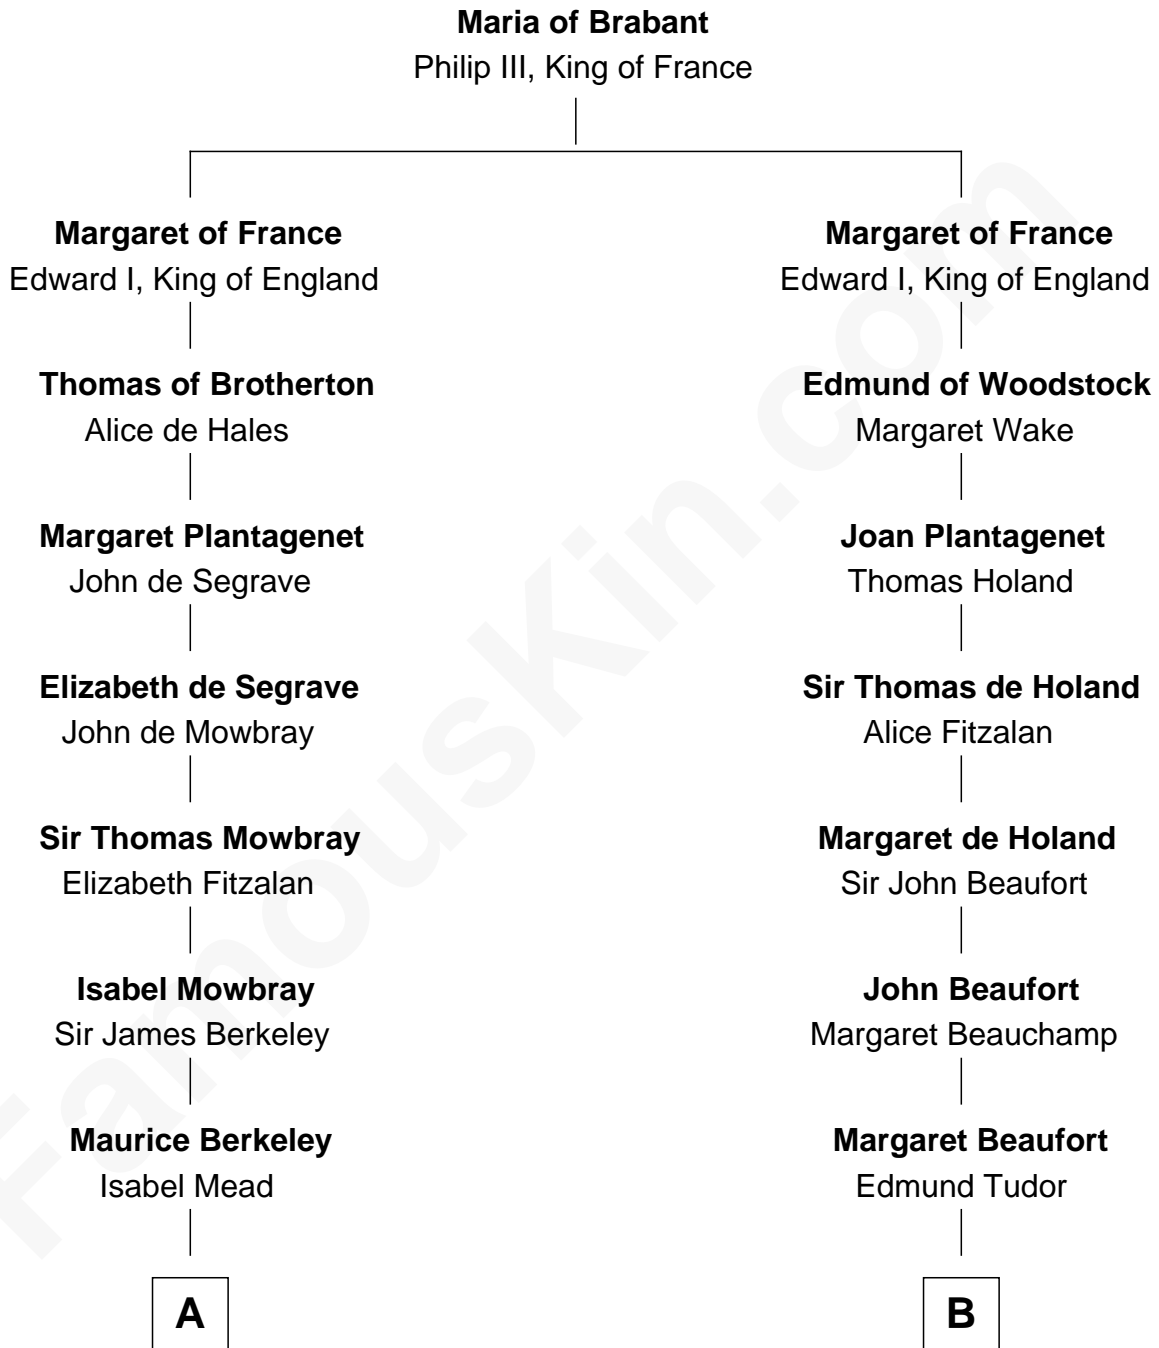 Maria of Brabant
Philip III, King of France
Margaret of France
Edward I, King of England
Thomas of Brotherton
Alice de Hales
Margaret Plantagenet
John de Segrave
Elizabeth de Segrave
John de Mowbray
Sir Thomas Mowbray
Elizabeth Fitzalan
Isabel Mowbray
Sir James Berkeley
Maurice Berkeley
Isabel Mead
A
Margaret of France
Edward I, King of England
Edmund of Woodstock
Margaret Wake
Joan Plantagenet
Thomas Holand
Sir Thomas de Holand
Alice Fitzalan
Margaret de Holand
Sir John Beaufort
John Beaufort
Margaret Beauchamp
Margaret Beaufort
Edmund Tudor
B
FamousKin.com